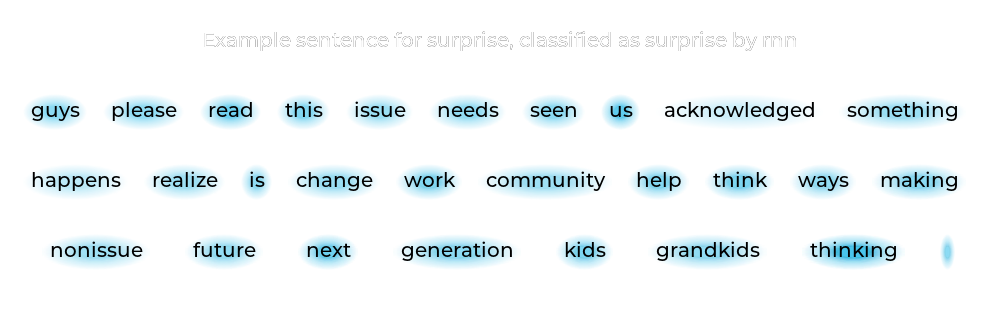 Example sentence for surprise, classified as surprise by rnn
guys please read this issue needs seen us acknowledged something
happens realize is change work community help think ways making
nonissue future next generation kids grandkids thinking